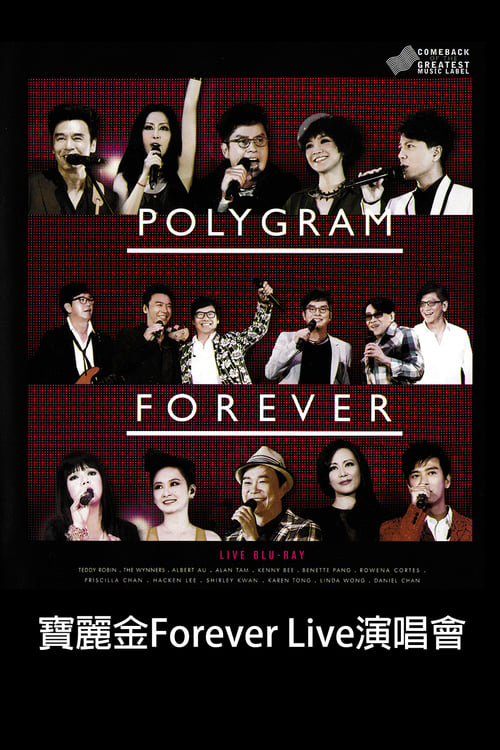 COMEBACK
OF THE
GREATEST
MUSIC LABEL
POLYGRAM
FOREVER
LIVE BLU-RAY
TEDDY ROBIN . THE WYNNERS . ALBERT AU . ALAN TAM . KENNY BEE . BENETTE PANG . ROWENA CORTES .
PRISCILLA CHAN . HACKEN LEE . SHIRLEY KWAN . KAREN TONG . LINDA WONG . DANIEL CHAN
寶麗金Forever Live演唱會